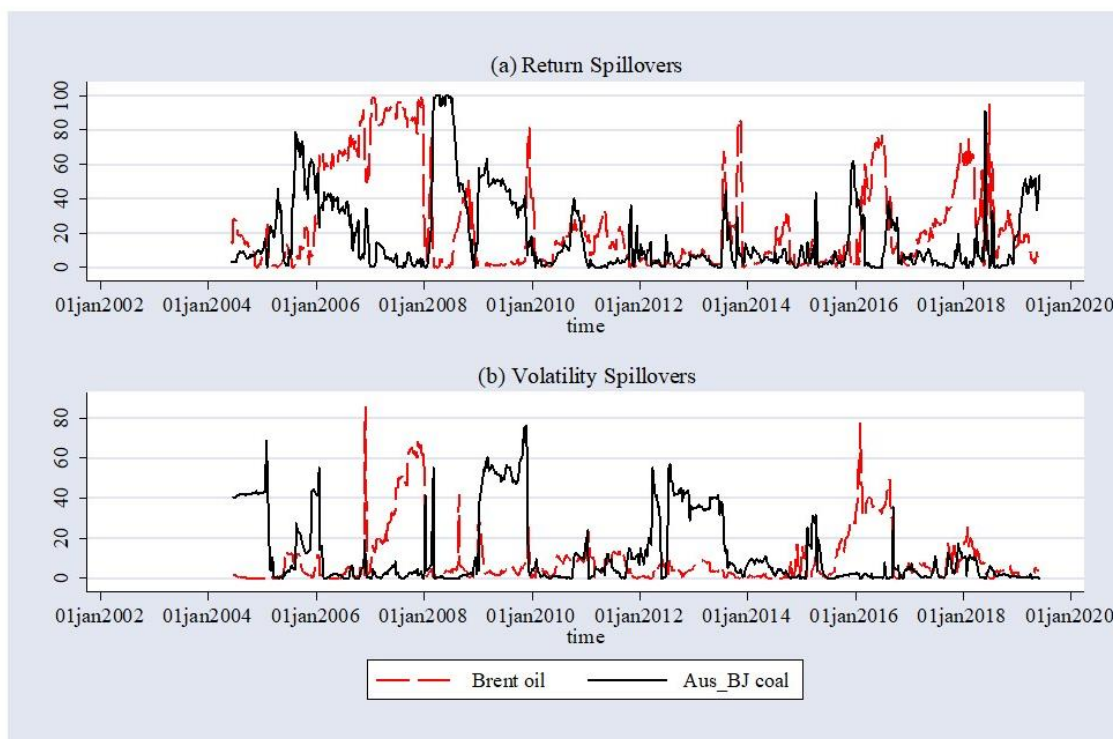 (a) Return Spillovers
100
80
60
40
20
0
01jan2002 01jan2004 01jan2006 01jan2008 01jan2010 01jan2012 01jan2014 01jan2016 01jan2018 01jan2020
time
(b) Volatility Spillovers
80
60
40
20
0
01jan2002 01jan2004 01jan2006 01jan2008 01jan2010 01jan2012 01jan2014 01jan2016 01jan2018 01jan2020
time
Brent oil Aus_BJ coal